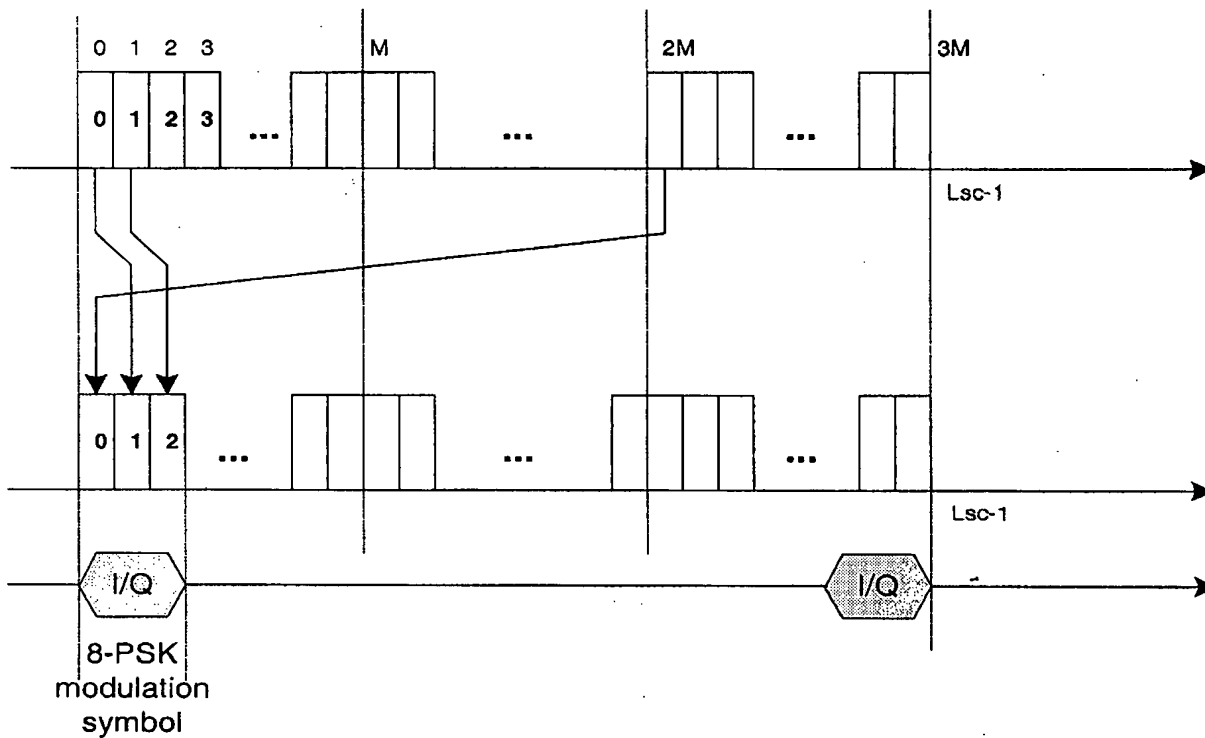 0 1 2 3 M 2M 3M
0 1 2 3 ... ... ...
Lsc-1
0 1 2 ... ... ...
Lsc-1
I/Q I/Q
8-PSK
modulation
symbol